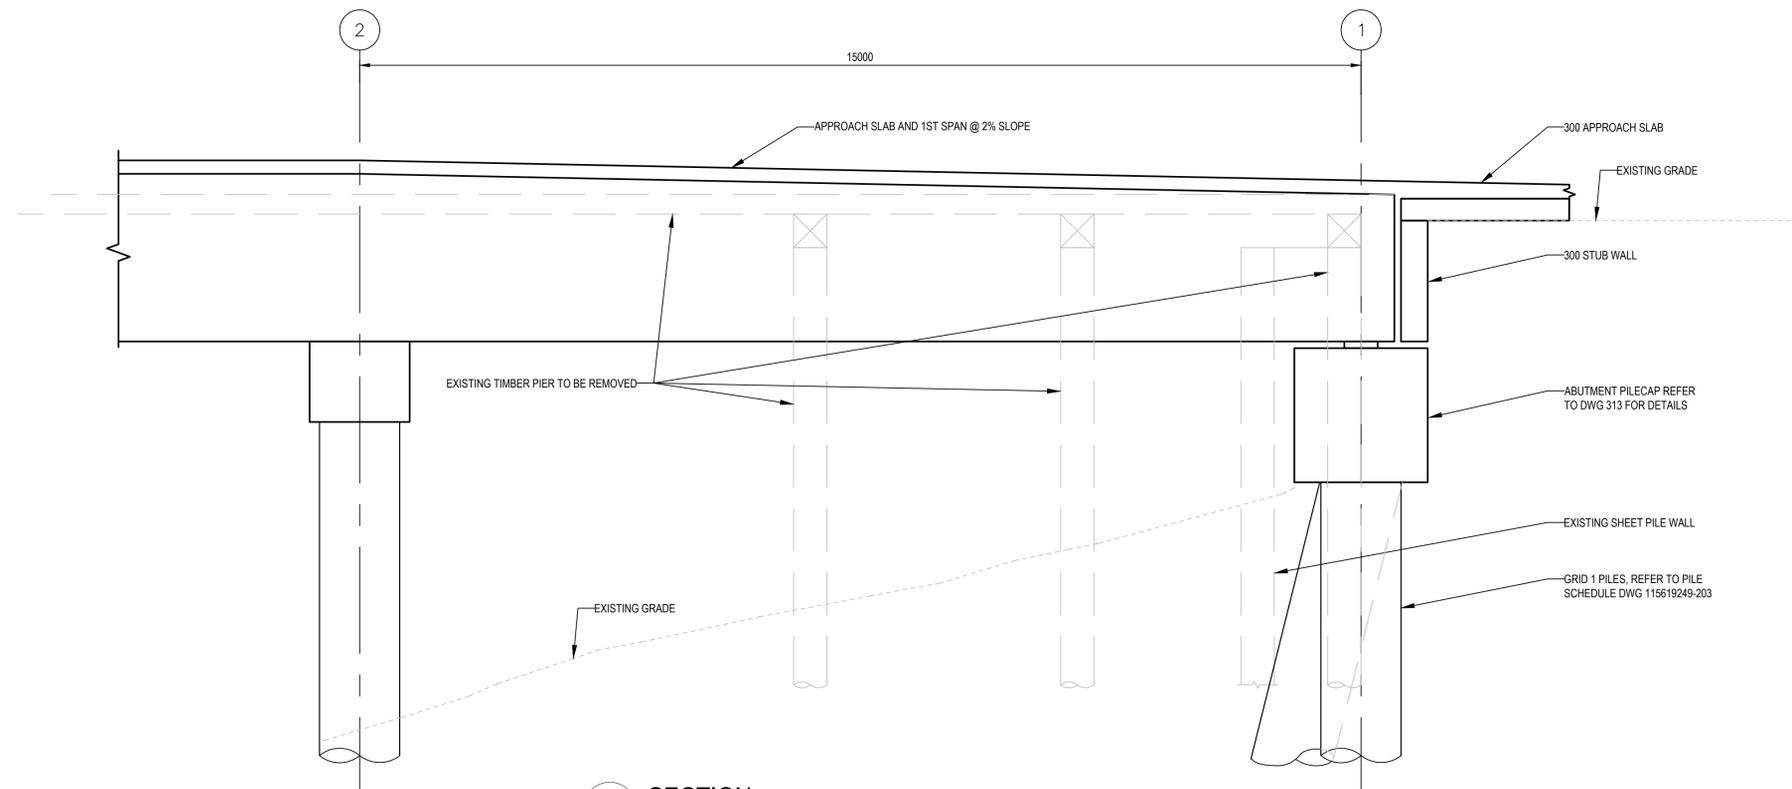 2
1
15000
APPROACH SLAB AND 1ST SPAN @ 2% SLOPE
300 APPROACH SLAB
EXISTING GRADE
300 STUB WALL
EXISTING TIMBER PIER TO BE REMOVED
ABUTMENT PILECAP REFER
TO DWG 313 FOR DETAILS
EXISTING SHEET PILE WALL
GRID 1 PILES, REFER TO PILE
SCHEDULE DWG 115619249-203
EXISTING GRADE
SECTION